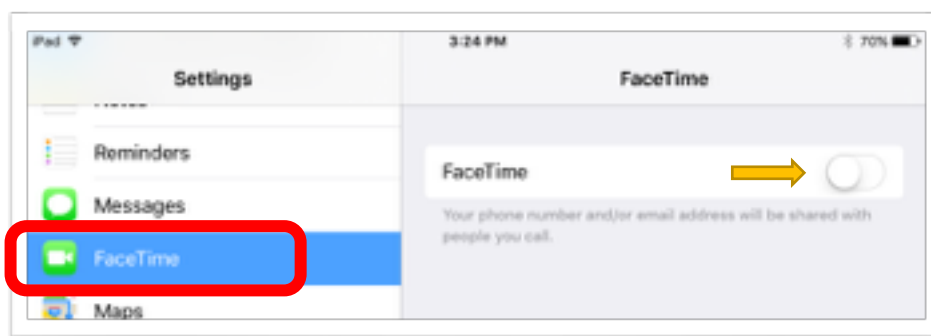 iPad 3:24 PM 70%
Settings FaceTime
Reminders
FaceTime
Messages
Your phone number and/or email address will be shared with
people you call.
FaceTime
Maps